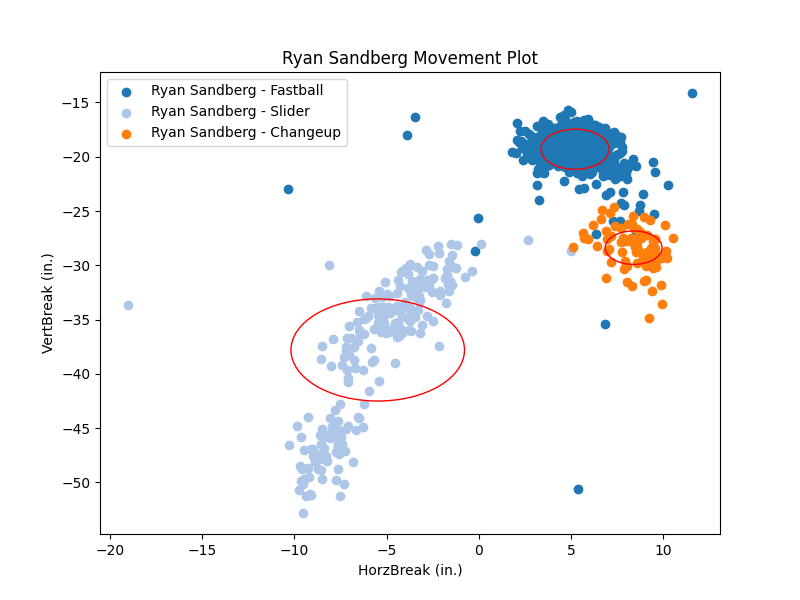 Ryan Sandberg Movement Plot
Ryan Sandberg - Fastball
Ryan Sandberg - Slider
Ryan Sandberg - Changeup
VertBreak (in.)
−15
−20
−25
−30
−35
−40
−45
−50
−20
−15
−10
−5
0
5
10
HorzBreak (in.)